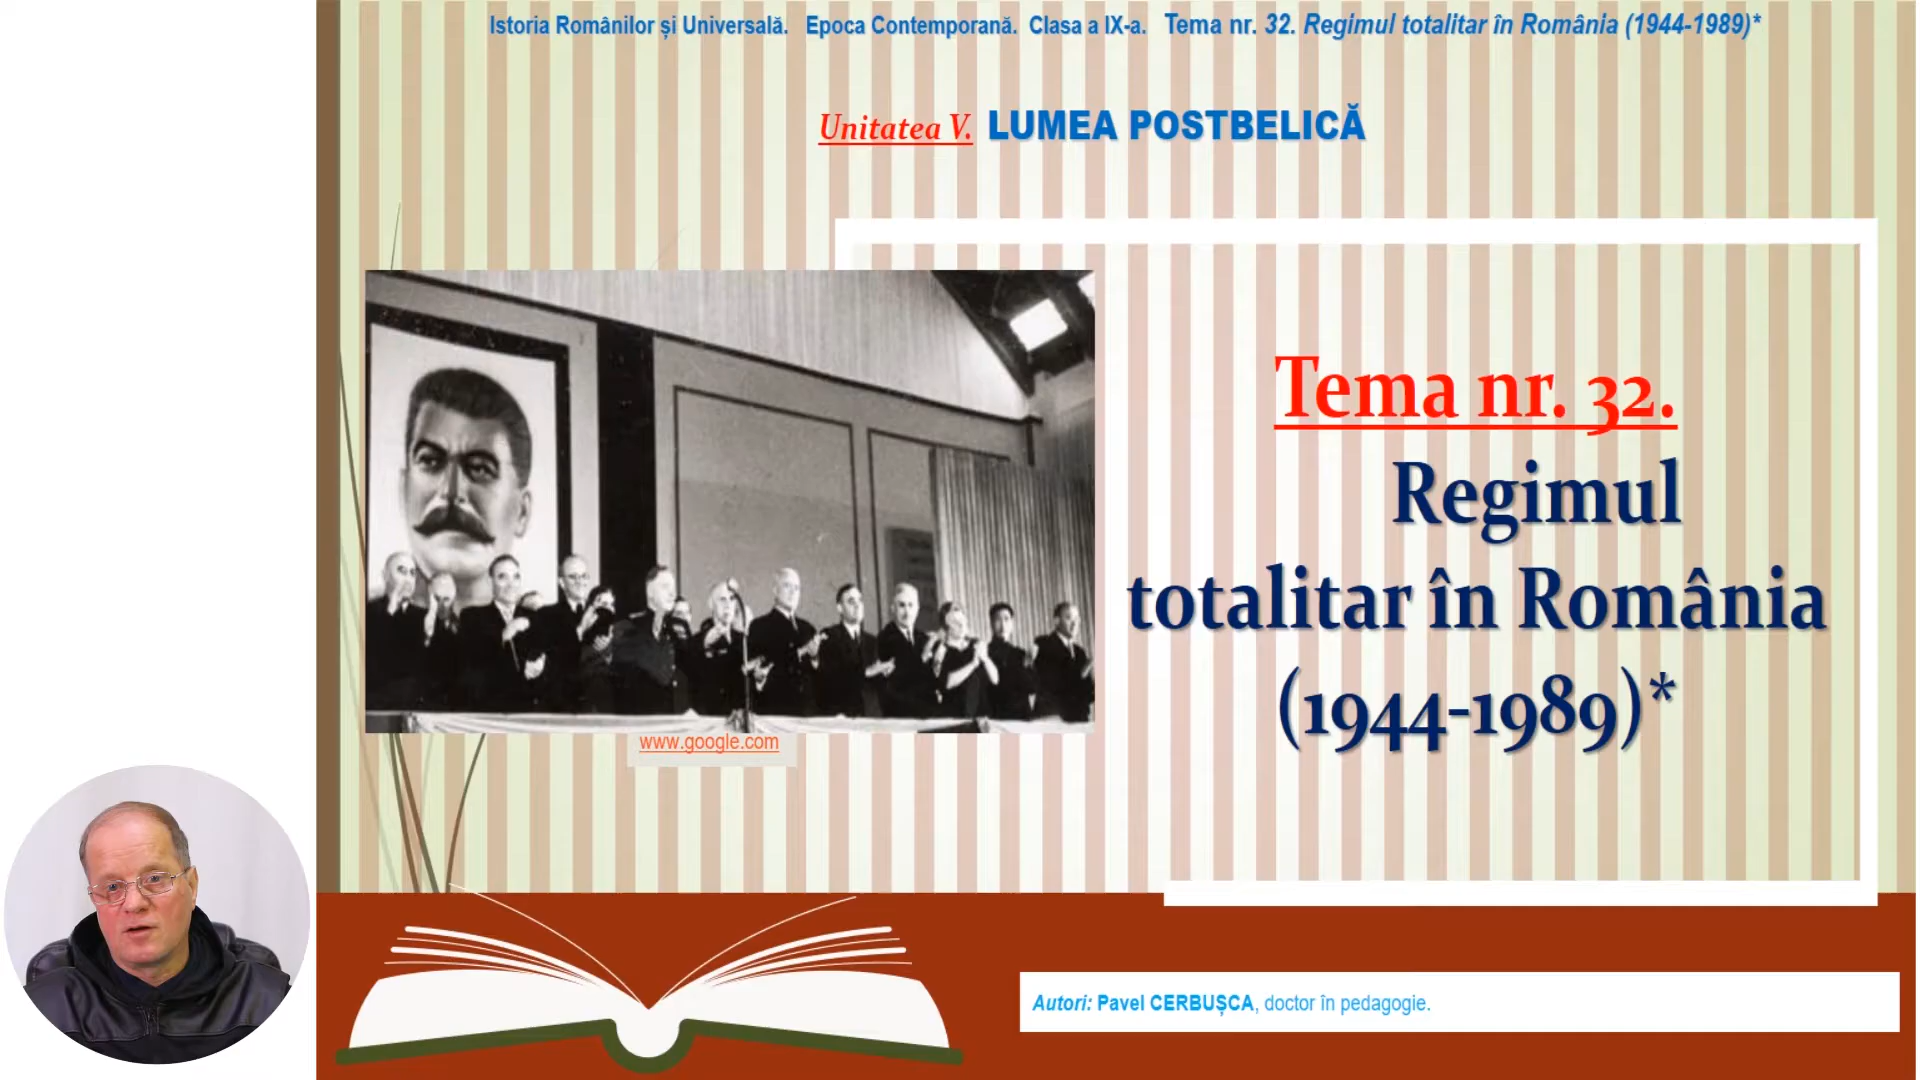 Istoria Românilor și Universală. Epoca Contemporană. Clasa a IX-a. Tema nr. 32. Regimul totalitar în România (1944-1989)*
Unitatea V. LUMEA POSTBELICĂ
Tema nr. 32.
Regimul
totalitar în România
(1944-1989)*
www.google.com
Autori: Pavel CERBUȘCA, doctor în pedagogie.